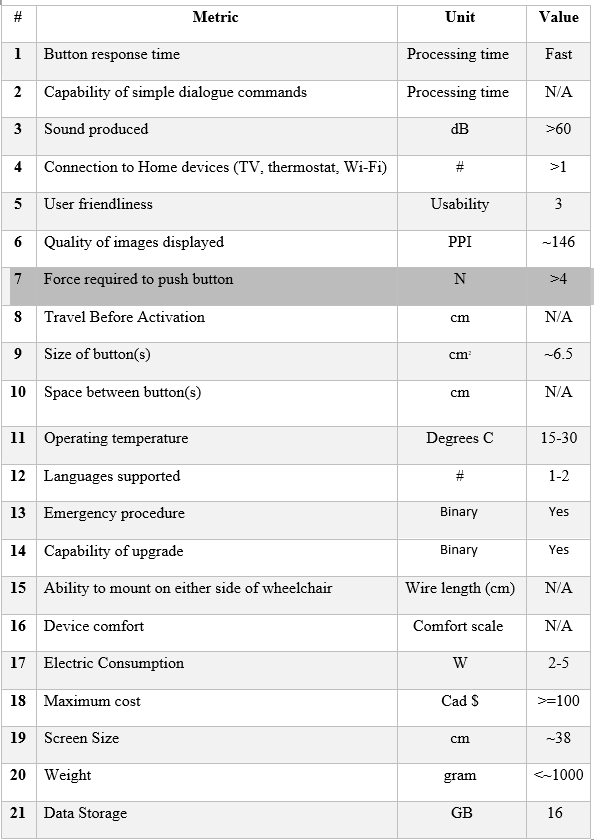 # Metric Unit Value
1 Button response time Processing time Fast
2 Capability of simple dialogue commands Processing time N/A
3 Sound produced dB >60
4 Connection to Home devices (TV, thermostat, Wi-Fi) # >1
5 User friendliness Usability 3
6 Quality of images displayed PPI ~146
7 Force required to push button N >4
8 Travel Before Activation cm N/A
9 Size of button(s) cm² ~6.5
10 Space between button(s) cm N/A
11 Operating temperature Degrees C 15-30
12 Languages supported # 1-2
13 Emergency procedure Binary Yes
14 Capability of upgrade Binary Yes
15 Ability to mount on either side of wheelchair Wire length (cm) N/A
16 Device comfort Comfort scale N/A
17 Electric Consumption W 2-5
18 Maximum cost Cad $ >=100
19 Screen Size cm ~38
20 Weight gram <~1000
21 Data Storage GB 16